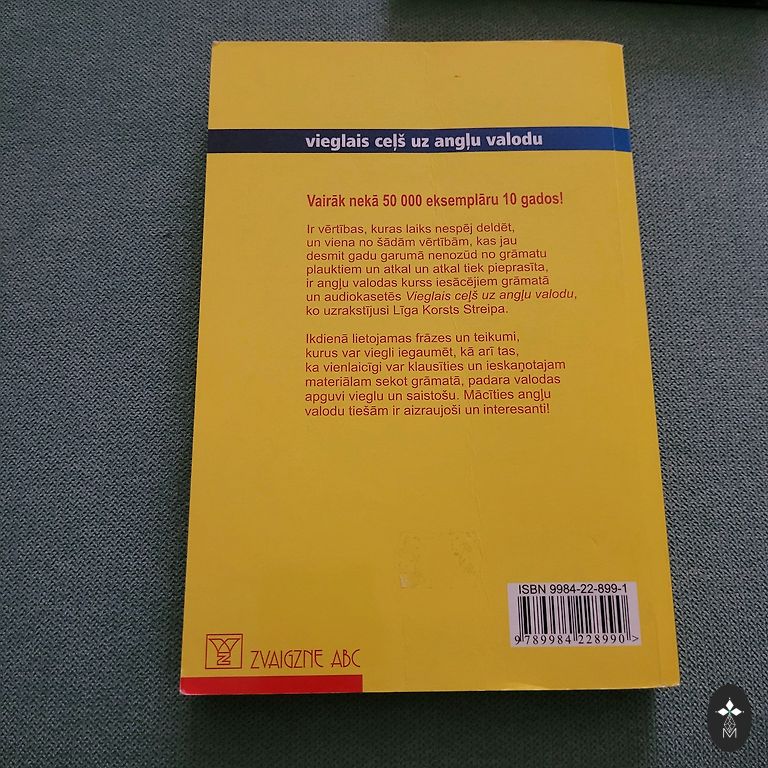 vieglais ceļš uz angļu valodu
Vairāk nekā 50 000 eksemplāru 10 gados!
Ir vērtības, kuras laiks nespēj deldēt,
un viena no šādām vērtībām, kas jau
desmit gadu garumā nenozūd no grāmatu
plauktiem un atkal un atkal tiek pieprasīta,
ir angļu valodas kurss iesācējiem grāmatā
un audiokasetēs Vieglais ceļš uz angļu valodu,
ko uzrakstījusi Līga Korsts Streipa.
Ikdienā lietojamas frāzes un teikumi,
kurus var viegli iegaumēt, kā arī tas,
ka vienlaicīgi var klausīties un ieskaņotajam
materiālam sekot grāmatā, padara valodas
apguvi vieglu un saistošu. Mācīties angļu
valodu tiešām ir aizraujoši un interesanti!
ISBN 9984-22-899-1
9 789984 228990 >
ZVAIGZNE ABC
M